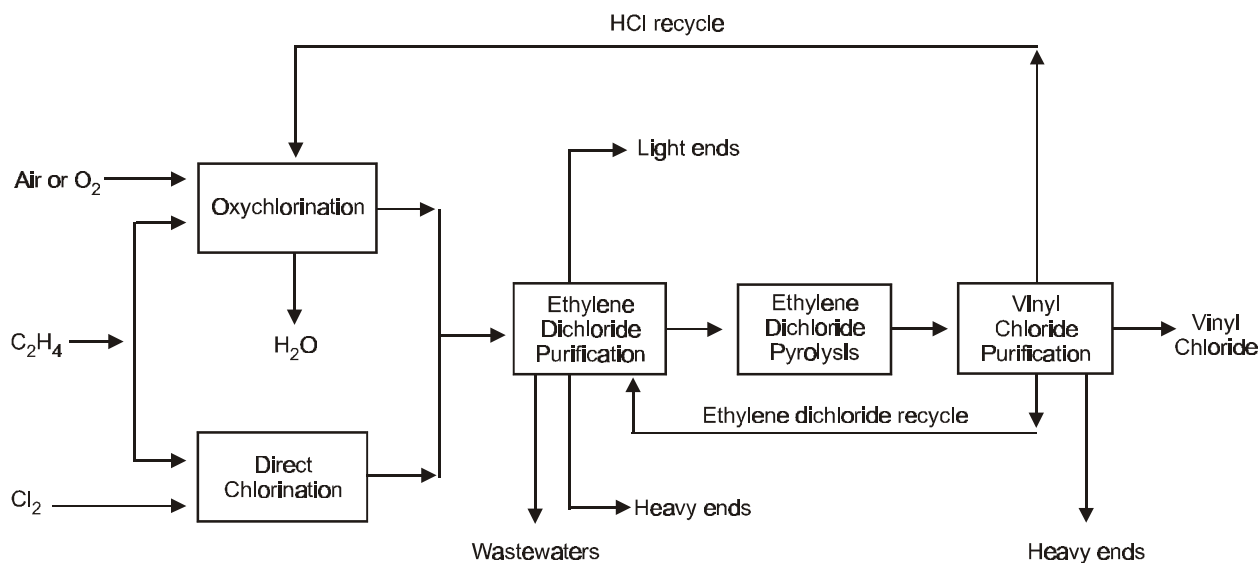 HCl recycle
Light ends
Air or O₂
Oxychlorination
Ethylene
Dichloride
Purification
Ethylene
Dichloride
Pyrolysis
Vinyl
Chloride
Purification
Vinyl
Chloride
C₂H₄
H₂O
Ethylene dichloride recycle
Direct
Chlorination
Cl₂
Heavy ends
Wastewaters
Heavy ends